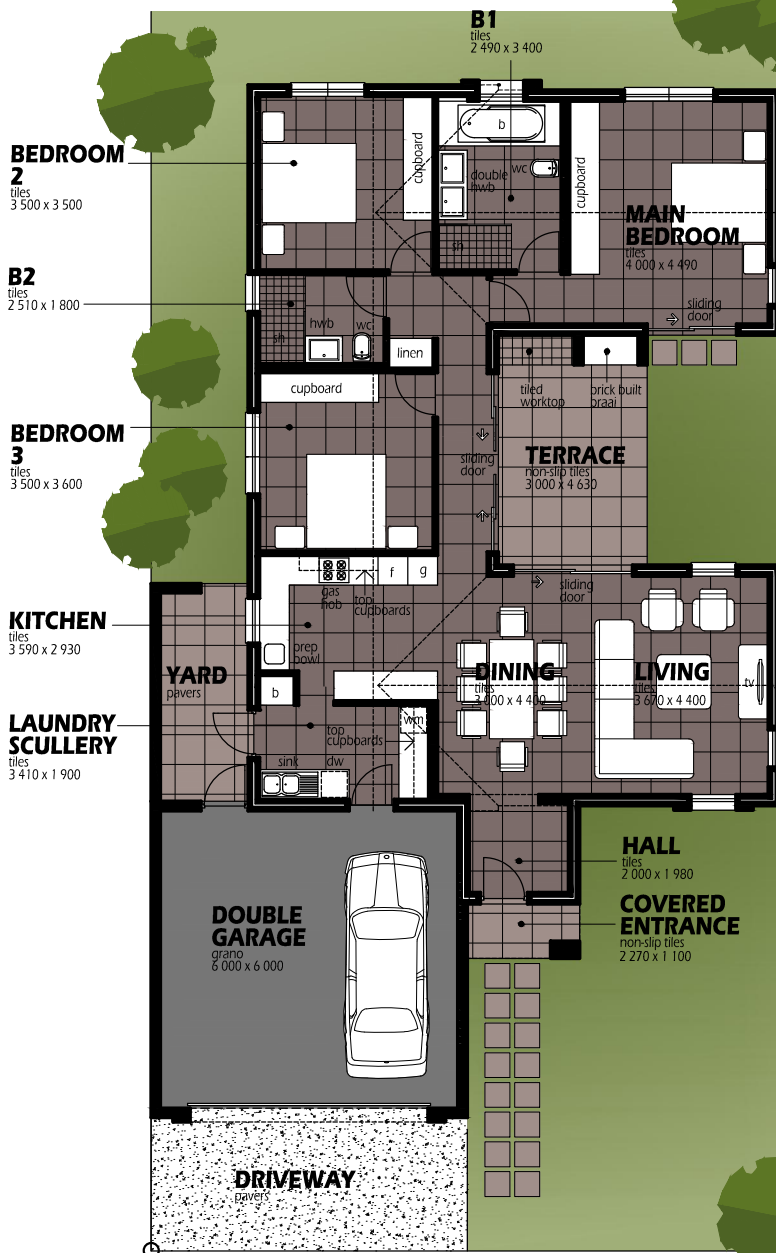 B1
tiles
2 490 x 3 400
BEDROOM
2
tiles
3 500 x 3 500
cupboard
b
double
hwb
wc
sh
cupboard
MAIN
BEDROOM
tiles
4 000 x 4 490
B2
tiles
2 510 x 1 800
sh
hwb
wc
linen
sliding
door
cupboard
tiled
worktop
brick built
braai
BEDROOM
3
tiles
3 500 x 3 600
sliding
door
TERRACE
non-slip tiles
3 000 x 4 630
gas
hob
top
cupboards
f
g
sliding
door
KITCHEN
tiles
3 590 x 2 930
prep
bowl
YARD
pavers
b
DINING
tiles
3 000 x 4 400
LIVING
tiles
3 670 x 4 400
tv
LAUNDRY
SCULLERY
tiles
3 410 x 1 900
top
cupboards
wm
sink
dw
HALL
tiles
2 000 x 1 980
DOUBLE
GARAGE
grano
6 000 x 6 000
COVERED
ENTRANCE
non-slip tiles
2 270 x 1 100
DRIVEWAY
pavers